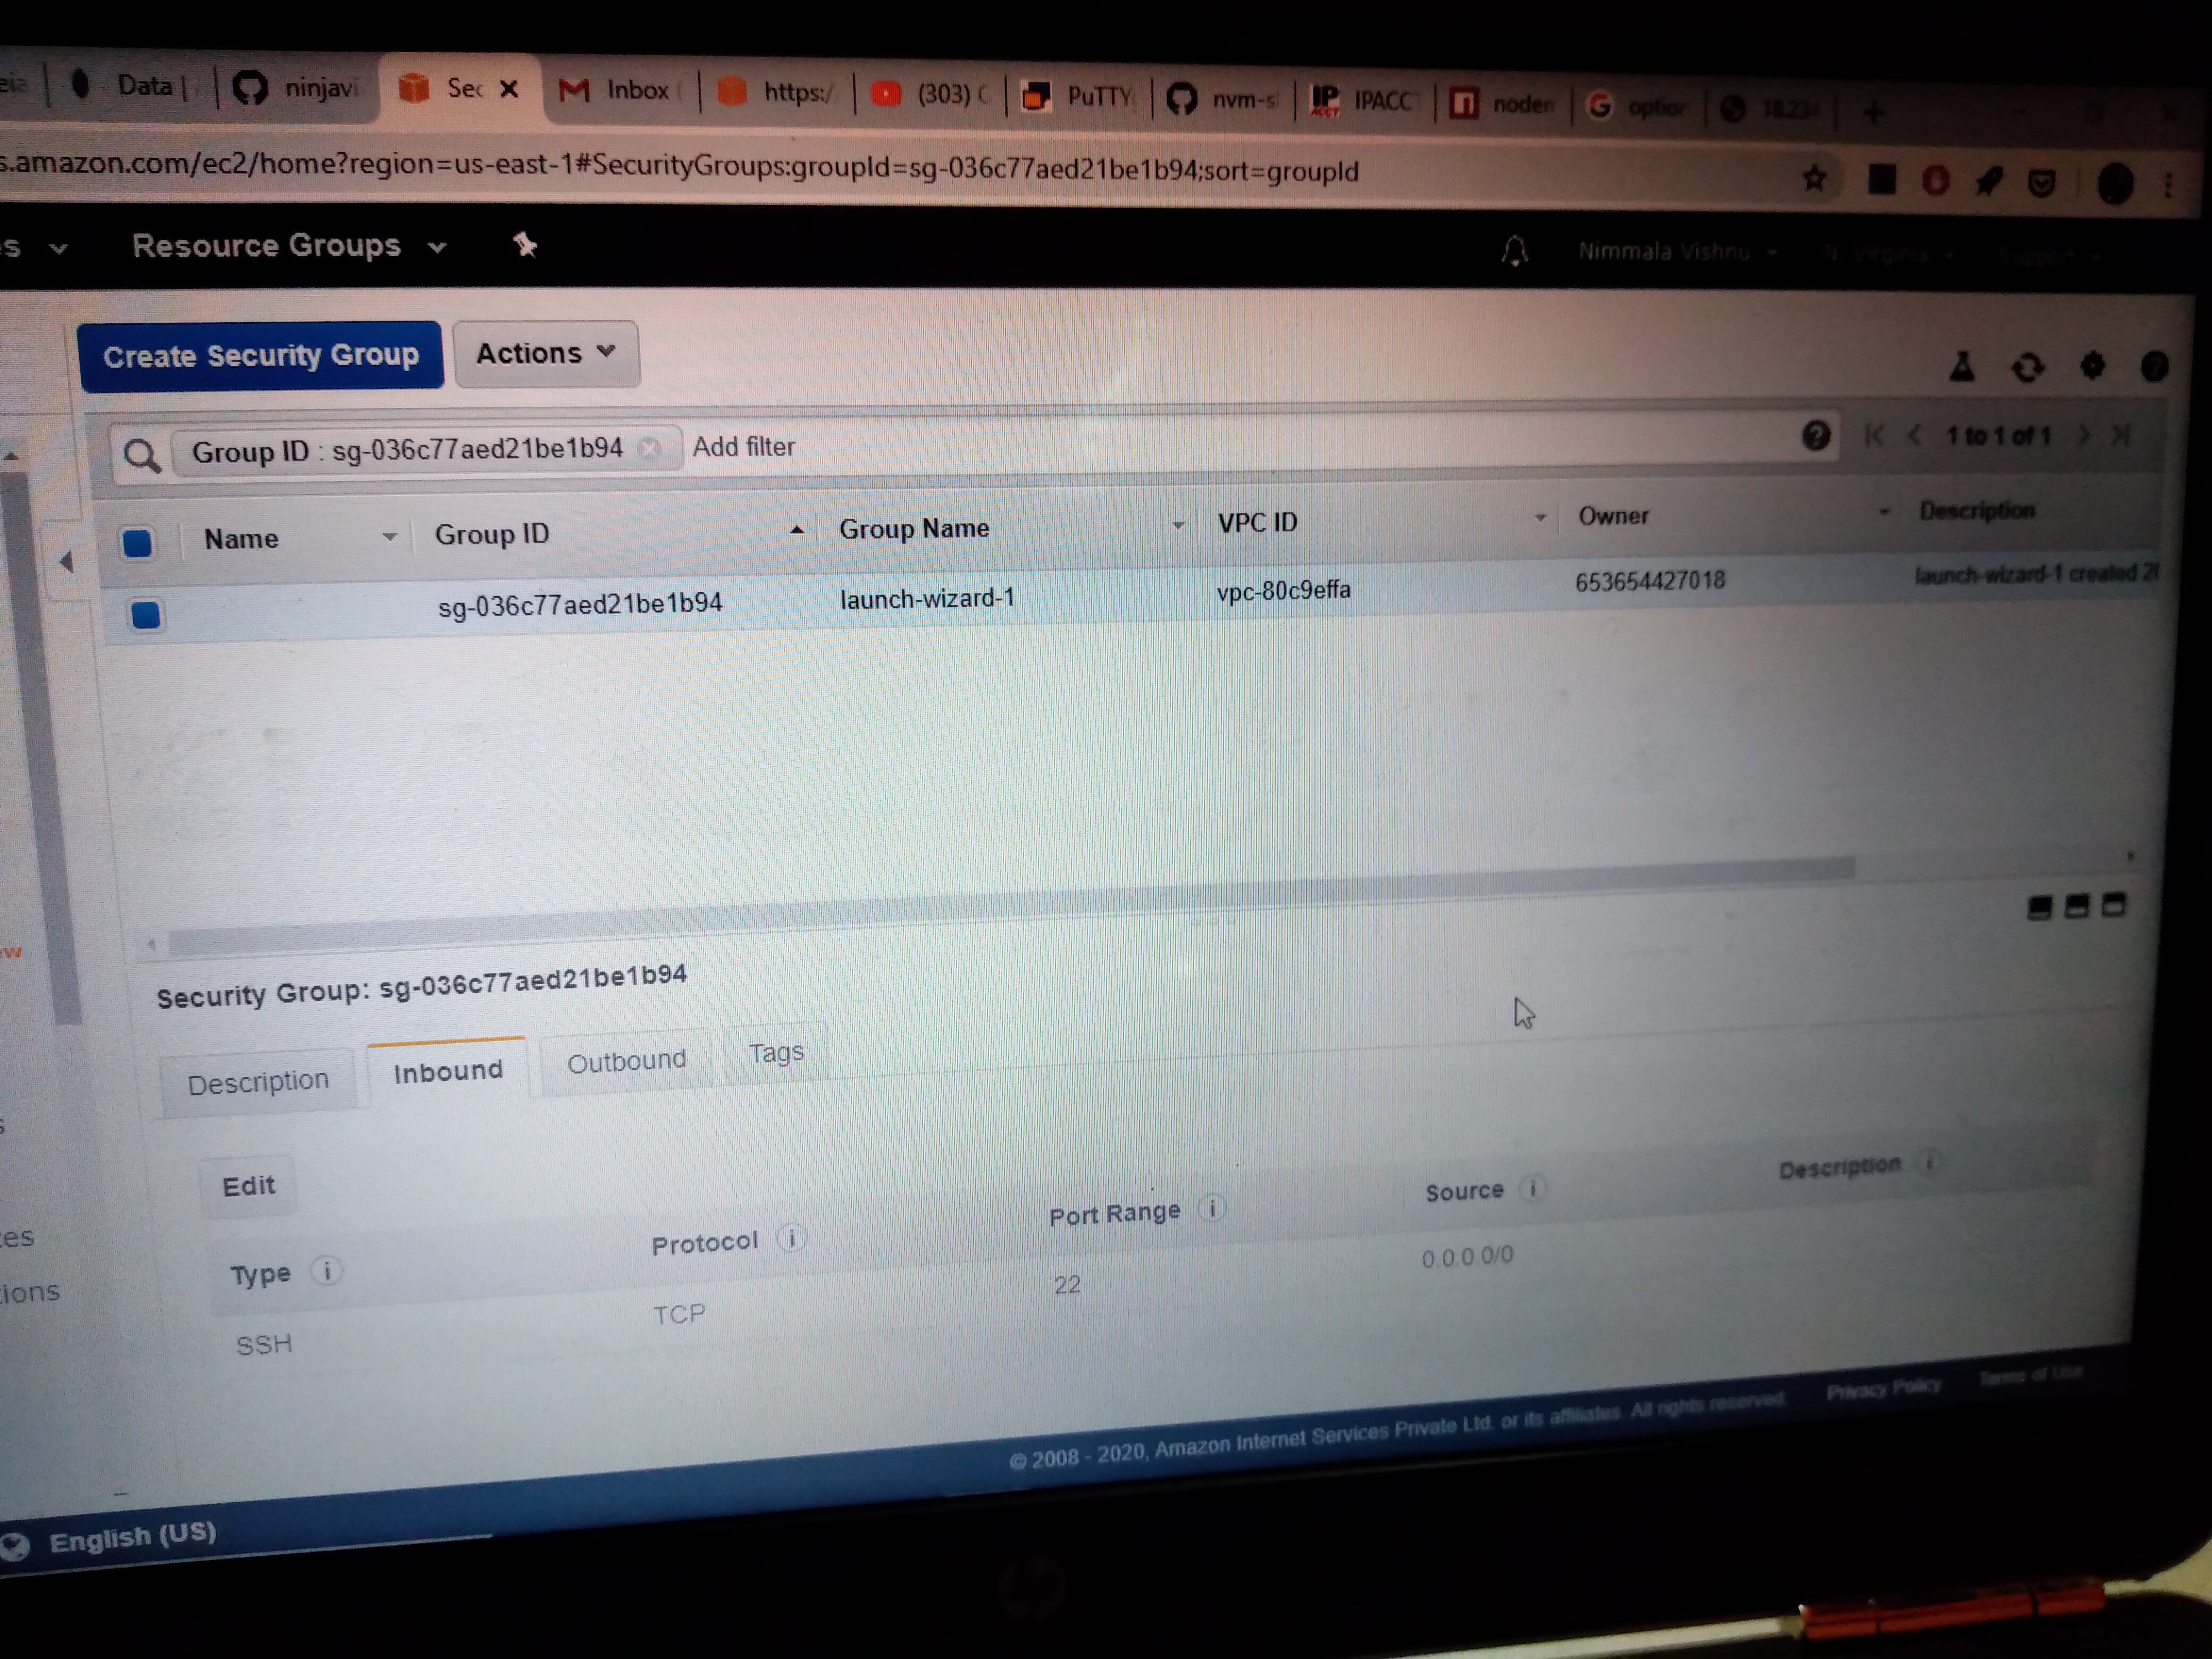 Data
ninjavi
Sec
Inbox
https:/
(303)
PuTTY
nvm-s
IPACC
noder
option
18.234
s.amazon.com/ec2/home?region=us-east-1#SecurityGroups:groupId=sg-036c77aed21be1b94;sort=groupId
s
Resource Groups
Nimmala Vishnu
N. Virginia
Support
Create Security Group
Actions
Group ID : sg-036c77aed21be1b94
Add filter
1 to 1 of 1
Name
Group ID
Group Name
VPC ID
Owner
Description
sg-036c77aed21be1b94
launch-wizard-1
vpc-80c9effa
653654427018
launch-wizard-1 created 20
Security Group: sg-036c77aed21be1b94
Description
Inbound
Outbound
Tags
Edit
Type
Protocol
Port Range
Source
Description
SSH
TCP
22
0.0.0.0/0
es
ions
© 2008 - 2020, Amazon Internet Services Private Ltd. or its affiliates. All rights reserved.
Privacy Policy
Terms of Use
English (US)